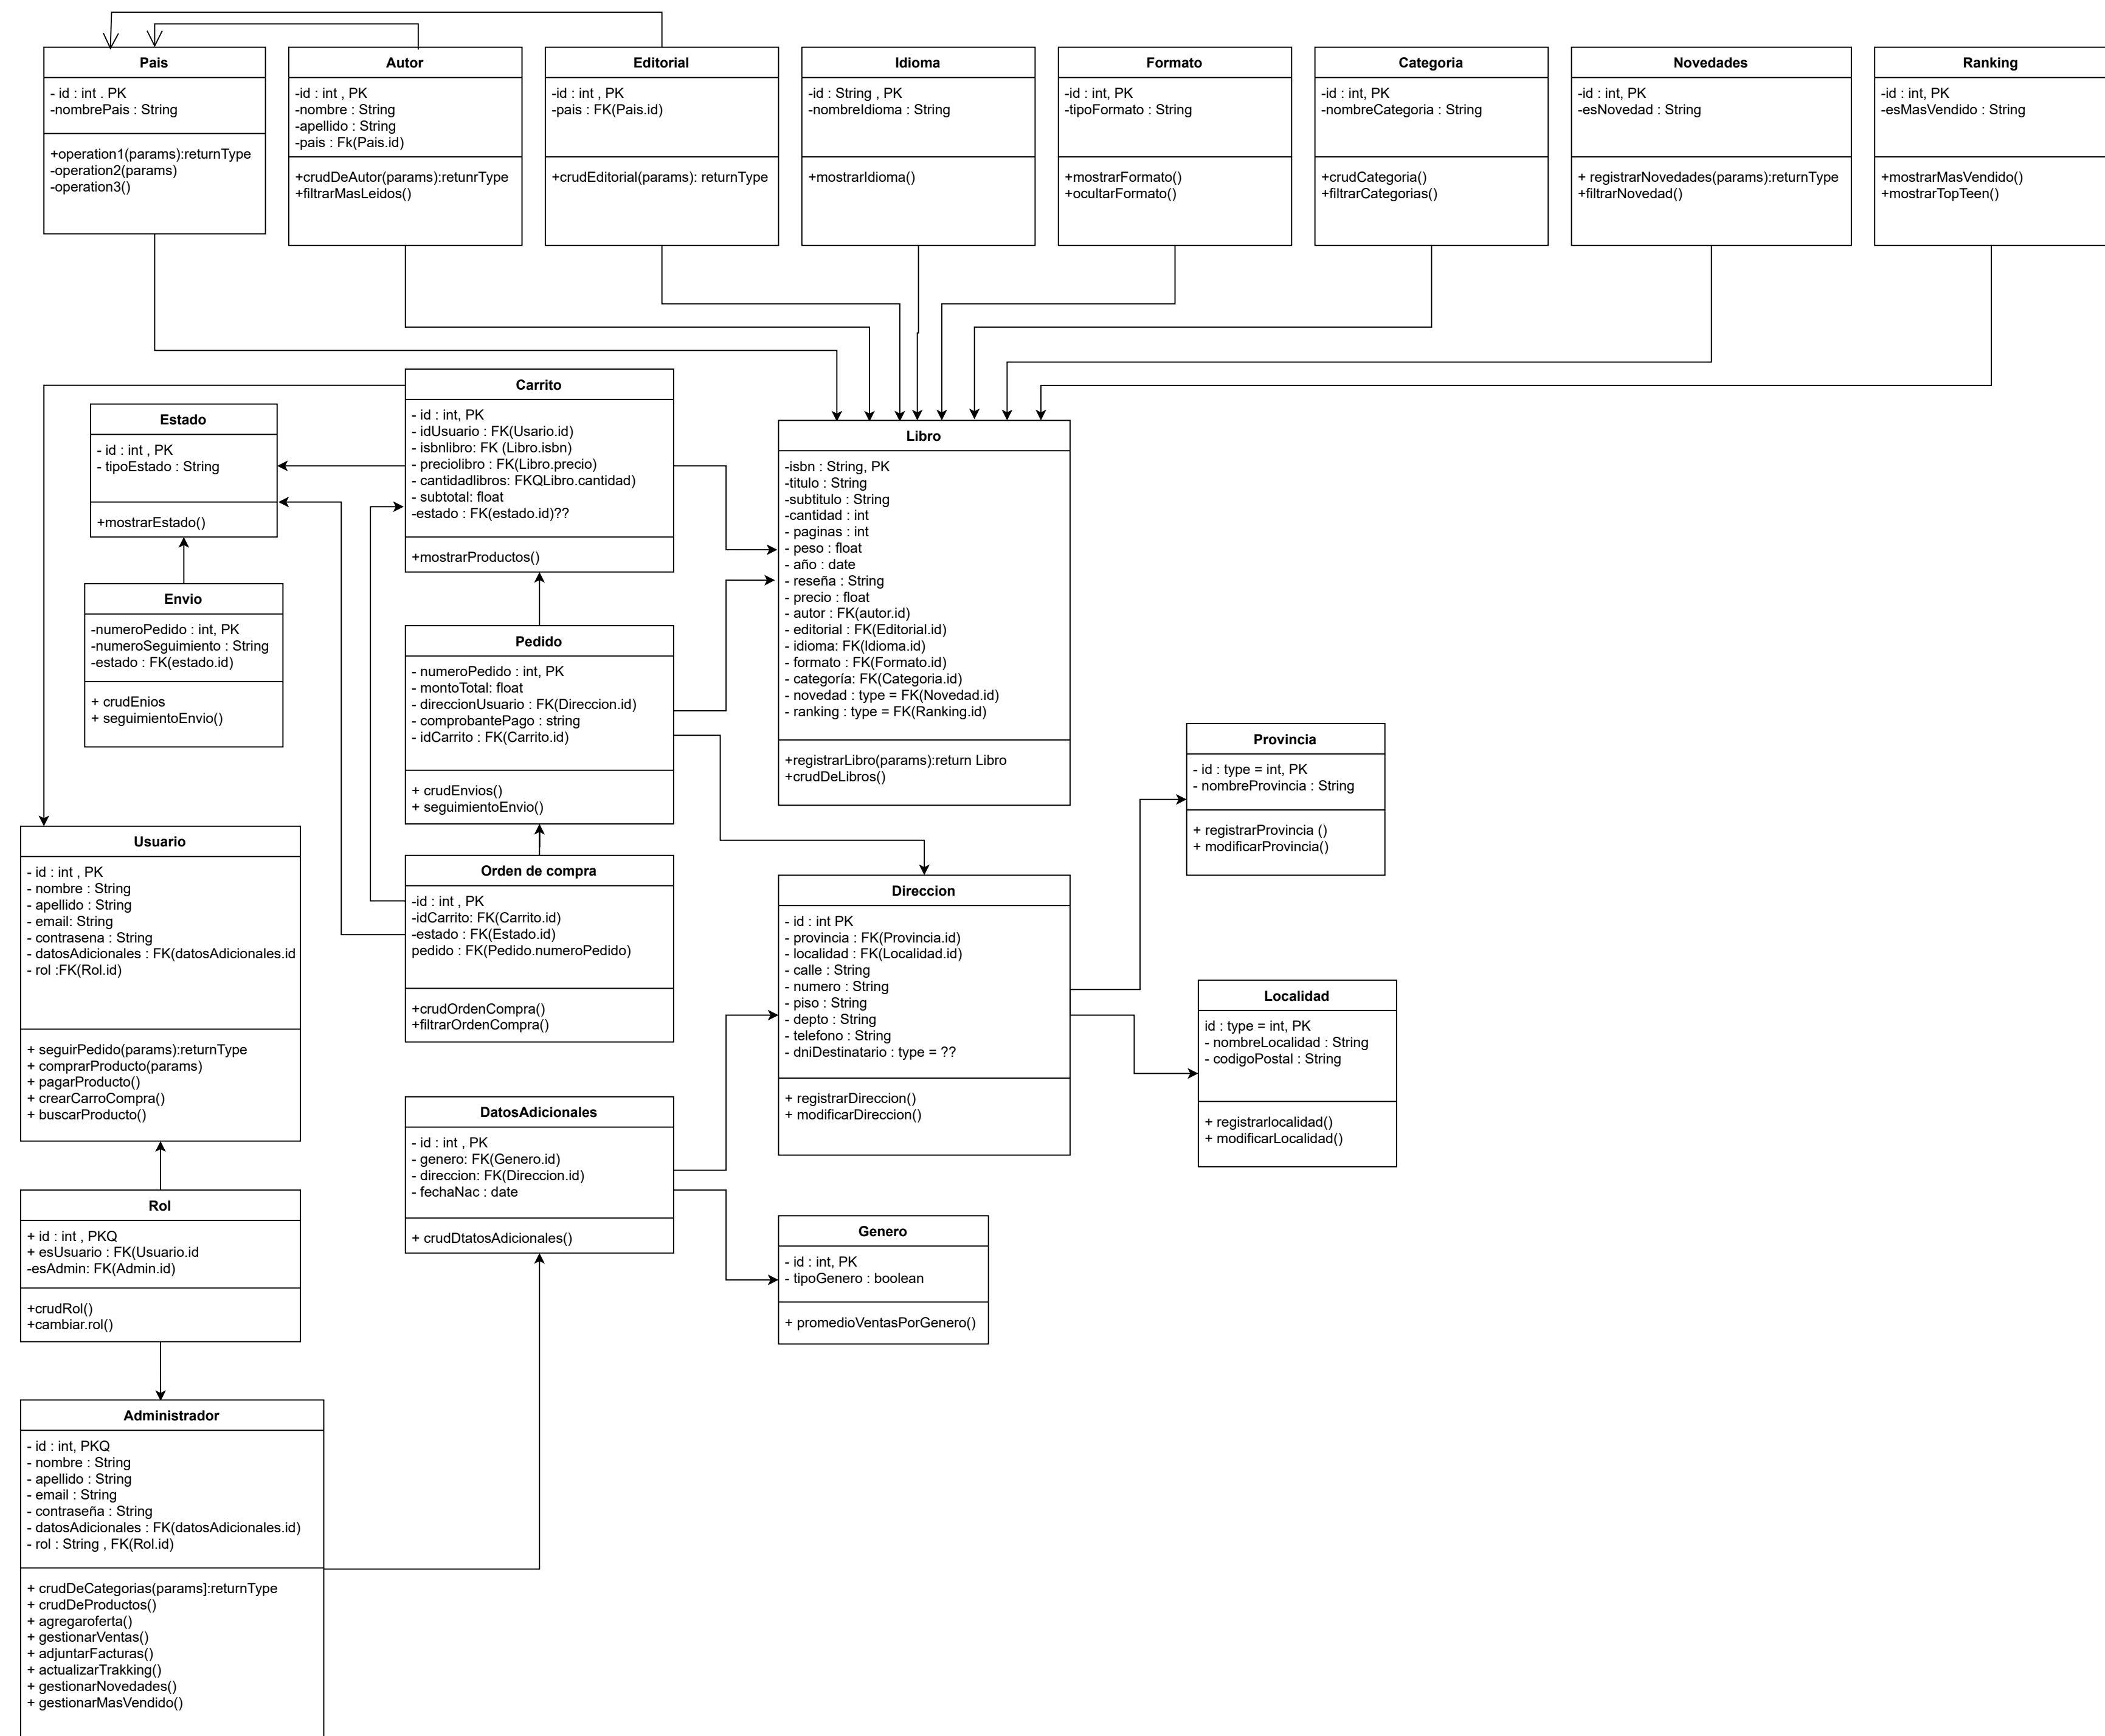 Pais
- id : int . PK
-nombrePais : String
+operation1(params):returnType
-operation2(params)
-operation3()
Autor
-id : int , PK
-nombre : String
-apellido : String
-pais : Fk(Pais.id)
+crudDeAutor(params):retunrType
+filtrarMasLeidos()
Editorial
-id : int , PK
-pais : FK(Pais.id)
+crudEditorial(params): returnType
Idioma
-id : String , PK
-nombreIdioma : String
+mostrarIdioma()
Formato
-id : int, PK
-tipoFormato : String
+mostrarFormato()
+ocultarFormato()
Categoria
-id : int, PK
-nombreCategoria : String
+crudCategoria()
+filtrarCategorias()
Novedades
-id : int, PK
-esNovedad : String
+ registrarNovedades(params):returnType
+filtrarNovedad()
Ranking
-id : int, PK
-esMasVendido : String
+mostrarMasVendido()
+mostrarTopTeen()
Estado
- id : int , PK
- tipoEstado : String
+mostrarEstado()
Carrito
- id : int, PK
- idUsuario : FK(Usario.id)
- isbnlibro: FK (Libro.isbn)
- preciolibro : FK(Libro.precio)
- cantidadlibros: FKQLibro.cantidad)
- subtotal: float
-estado : FK(estado.id)??
+mostrarProductos()
Libro
-isbn : String, PK
-titulo : String
-subtitulo : String
-cantidad : int
- paginas : int
- peso : float
- año : date
- reseña : String
- precio : float
- autor : FK(autor.id)
- editorial : FK(Editorial.id)
- idioma: FK(Idioma.id)
- formato : FK(Formato.id)
- categoría: FK(Categoria.id)
- novedad : type = FK(Novedad.id)
- ranking : type = FK(Ranking.id)
+registrarLibro(params):return Libro
+crudDeLibros()
Envio
-numeroPedido : int, PK
-numeroSeguimiento : String
-estado : FK(estado.id)
+ crudEnios
+ seguimientoEnvio()
Pedido
- numeroPedido : int, PK
- montoTotal: float
- direccionUsuario : FK(Direccion.id)
- comprobantePago : string
- idCarrito : FK(Carrito.id)
+ crudEnvios()
+ seguimientoEnvio()
Provincia
- id : type = int, PK
- nombreProvincia : String
+ registrarProvincia ()
+ modificarProvincia()
Usuario
- id : int , PK
- nombre : String
- apellido : String
- email: String
- contrasena : String
- datosAdicionales : FK(datosAdicionales.id
- rol :FK(Rol.id)
+ seguirPedido(params):returnType
+ comprarProducto(params)
+ pagarProducto()
+ crearCarroCompra()
+ buscarProducto()
Orden de compra
-id : int , PK
-idCarrito: FK(Carrito.id)
-estado : FK(Estado.id)
pedido : FK(Pedido.numeroPedido)
+crudOrdenCompra()
+filtrarOrdenCompra()
Direccion
- id : int PK
- provincia : FK(Provincia.id)
- localidad : FK(Localidad.id)
- calle : String
- numero : String
- piso : String
- depto : String
- telefono : String
- dniDestinatario : type = ??
+ registrarDireccion()
+ modificarDireccion()
Localidad
id : type = int, PK
- nombreLocalidad : String
- codigoPostal : String
+ registrarlocalidad()
+ modificarLocalidad()
DatosAdicionales
- id : int , PK
- genero: FK(Genero.id)
- direccion: FK(Direccion.id)
- fechaNac : date
+ crudDtatosAdicionales()
Rol
+ id : int , PKQ
+ esUsuario : FK(Usuario.id
-esAdmin: FK(Admin.id)
+crudRol()
+cambiar.rol()
Genero
- id : int, PK
- tipoGenero : boolean
+ promedioVentasPorGenero()
Administrador
- id : int, PKQ
- nombre : String
- apellido : String
- email : String
- contraseña : String
- datosAdicionales : FK(datosAdicionales.id)
- rol : String , FK(Rol.id)
+ crudDeCategorias(params]:returnType
+ crudDeProductos()
+ agregaroferta()
+ gestionarVentas()
+ adjuntarFacturas()
+ actualizarTrakking()
+ gestionarNovedades()
+ gestionarMasVendido()